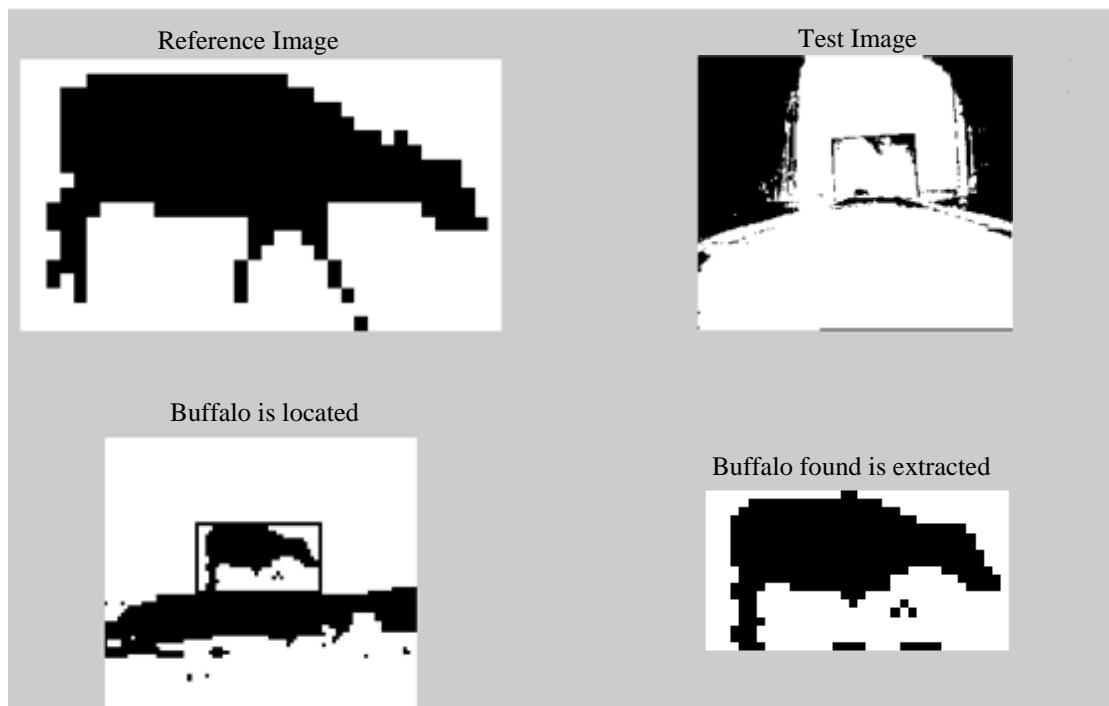 Reference Image
Test Image
Buffalo is located
Buffalo found is extracted